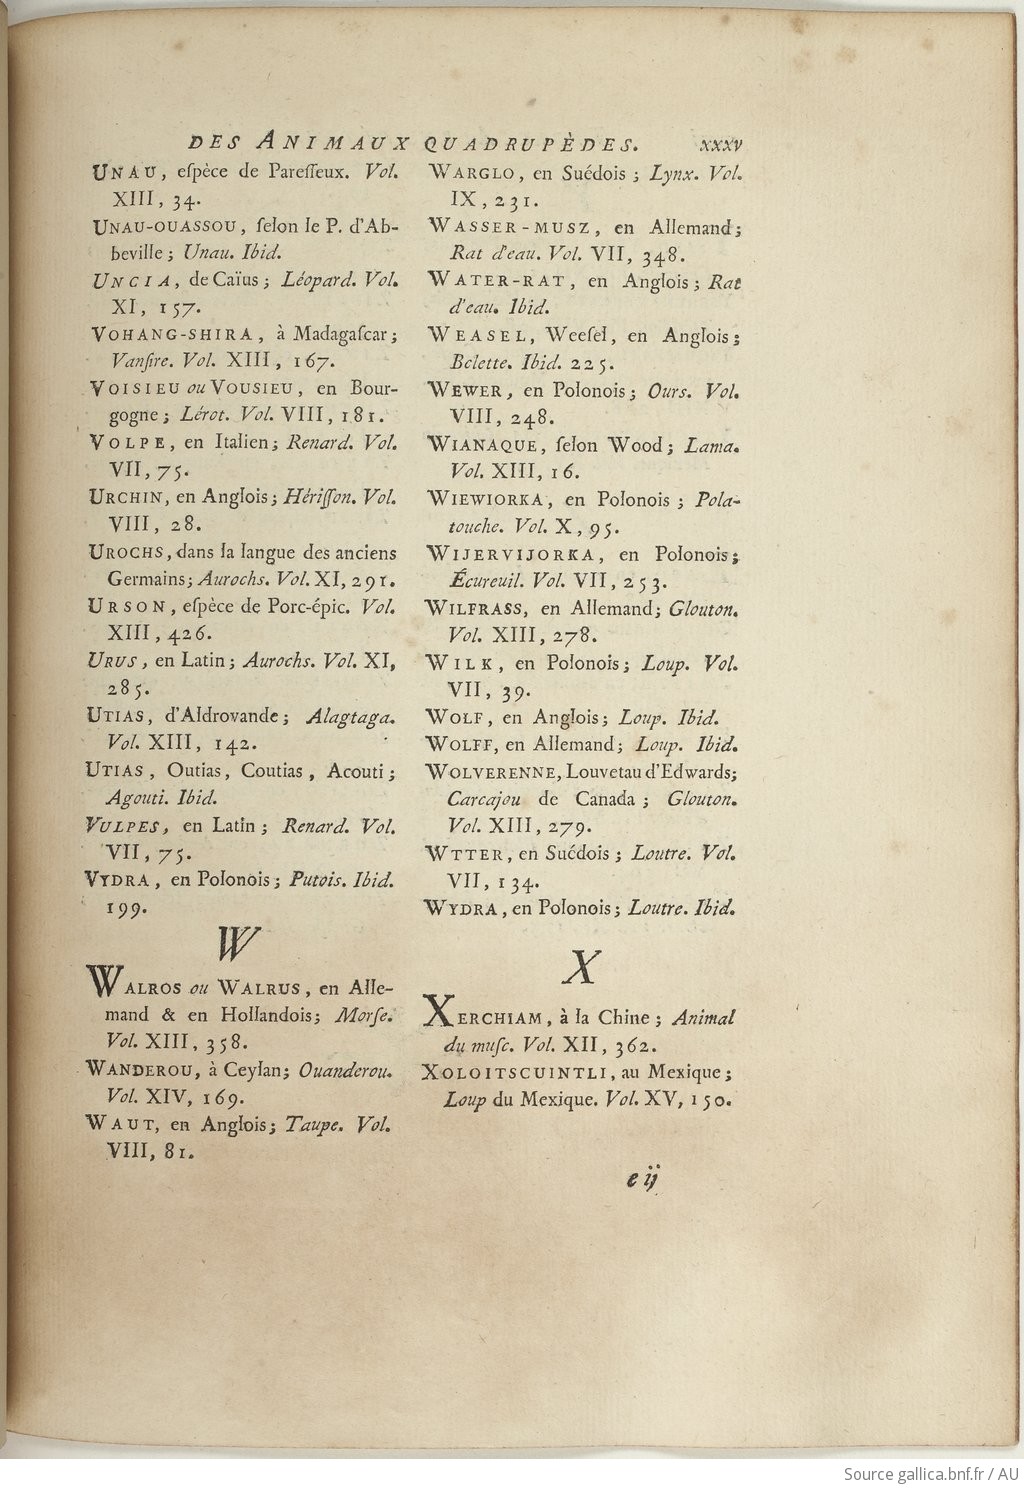 DES ANIMAUX QUADRUPÈDES. xxxv
UNAU, eſpèce de Pareſſeux. Vol.
XIII, 34.
UNAU-OUASSOU, ſelon le P. d'Ab-
beville; Unau. Ibid.
UNCIA, de Caïus; Léopard. Vol.
XI, 157.
VOHANG-SHIRA, à Madagaſcar;
Vanſire. Vol. XIII, 167.
VOISIEU ou VOUSIEU, en Bour-
gogne; Lérot. Vol. VIII, 181.
VOLPE, en Italien; Renard. Vol.
VII, 75.
URCHIN, en Anglois; Hériſſon. Vol.
VIII, 28.
UROCHS, dans la langue des anciens
Germains; Aurochs. Vol. XI, 291.
URSON, eſpèce de Porc-épic. Vol.
XIII, 426.
URUS, en Latin; Aurochs. Vol. XI,
285.
UTIAS, d'Aldrovande; Alagtaga.
Vol. XIII, 142.
UTIAS, Outias, Coutias, Acouti;
Agouti. Ibid.
VULPES, en Latin; Renard. Vol.
VII, 75.
VYDRA, en Polonois; Putois. Ibid.
199.
W
WALROS ou WALRUS, en Alle-
mand & en Hollandois; Morſe.
Vol. XIII, 358.
WANDEROU, à Ceylan; Ouanderou.
Vol. XIV, 169.
WAUT, en Anglois; Taupe. Vol.
VIII, 81.
WARGLO, en Suédois; Lynx. Vol.
IX, 231.
WASSER-MUSZ, en Allemand;
Rat d'eau. Vol. VII, 348.
WATER-RAT, en Anglois; Rat
d'eau. Ibid.
WEASEL, Weeſel, en Anglois;
Belette. Ibid. 225.
WEWER, en Polonois; Ours. Vol.
VIII, 248.
WIANAQUE, ſelon Wood; Lama.
Vol. XIII, 16.
WIEWIORKA, en Polonois; Pola-
touche. Vol. X, 95.
WIJERVIJORKA, en Polonois;
Écureuil. Vol. VII, 253.
WILFRASS, en Allemand; Glouton.
Vol. XIII, 278.
WILK, en Polonois; Loup. Vol.
VII, 39.
WOLF, en Anglois; Loup. Ibid.
WOLFF, en Allemand; Loup. Ibid.
WOLVERENNE, Louvetau d'Edwards;
Carcajou de Canada; Glouton.
Vol. XIII, 279.
WTTER, en Suédois; Loutre. Vol.
VII, 134.
WYDRA, en Polonois; Loutre. Ibid.
X
XERCHIAM, à la Chine; Animal
du muſc. Vol. XII, 362.
XOLOITSCUINTLI, au Mexique;
Loup du Mexique. Vol. XV, 150.
e ij
Source gallica.bnf.fr / AU